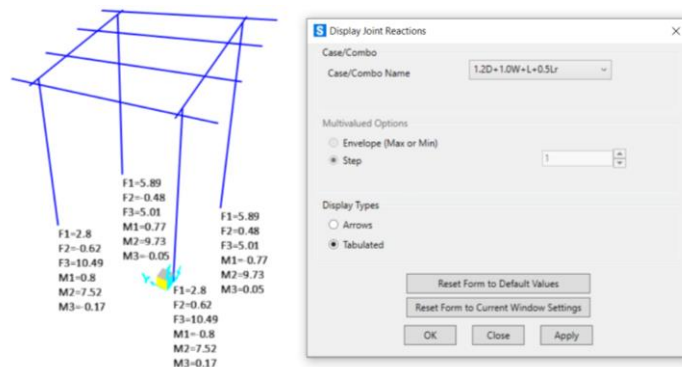 F1=5.89
F2=-0.48
F3=5.01
M1=0.77
M2=9.73
M3=-0.05
F1=5.89
F2=0.48
F3=5.01
M1=-0.77
M2=9.73
M3=0.05
F1=2.8
F2=-0.62
F3=10.49
M1=0.8
M2=7.52
M3=-0.17
Y
F1=2.8
F2=0.62
F3=10.49
M1=-0.8
M2=7.52
M3=0.17
S Display Joint Reactions
Case/Combo
Case/Combo Name 1.2D+1.0W+L+0.5Lr
Multivalued Options
Envelope (Max or Min)
Step 1
Display Types
Arrows
Tabulated
Reset Form to Default Values
Reset Form to Current Window Settings
OK Close Apply